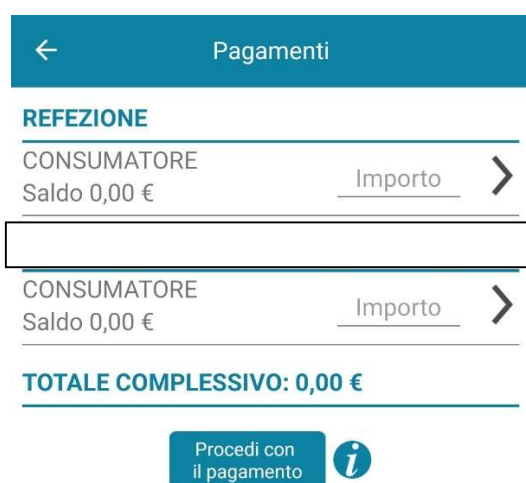 Pagamenti
REFEZIONE
CONSUMATORE
Saldo 0,00 €
Importo
CONSUMATORE
Saldo 0,00 €
Importo
TOTALE COMPLESSIVO: 0,00 €
Procedi con
il pagamento
i